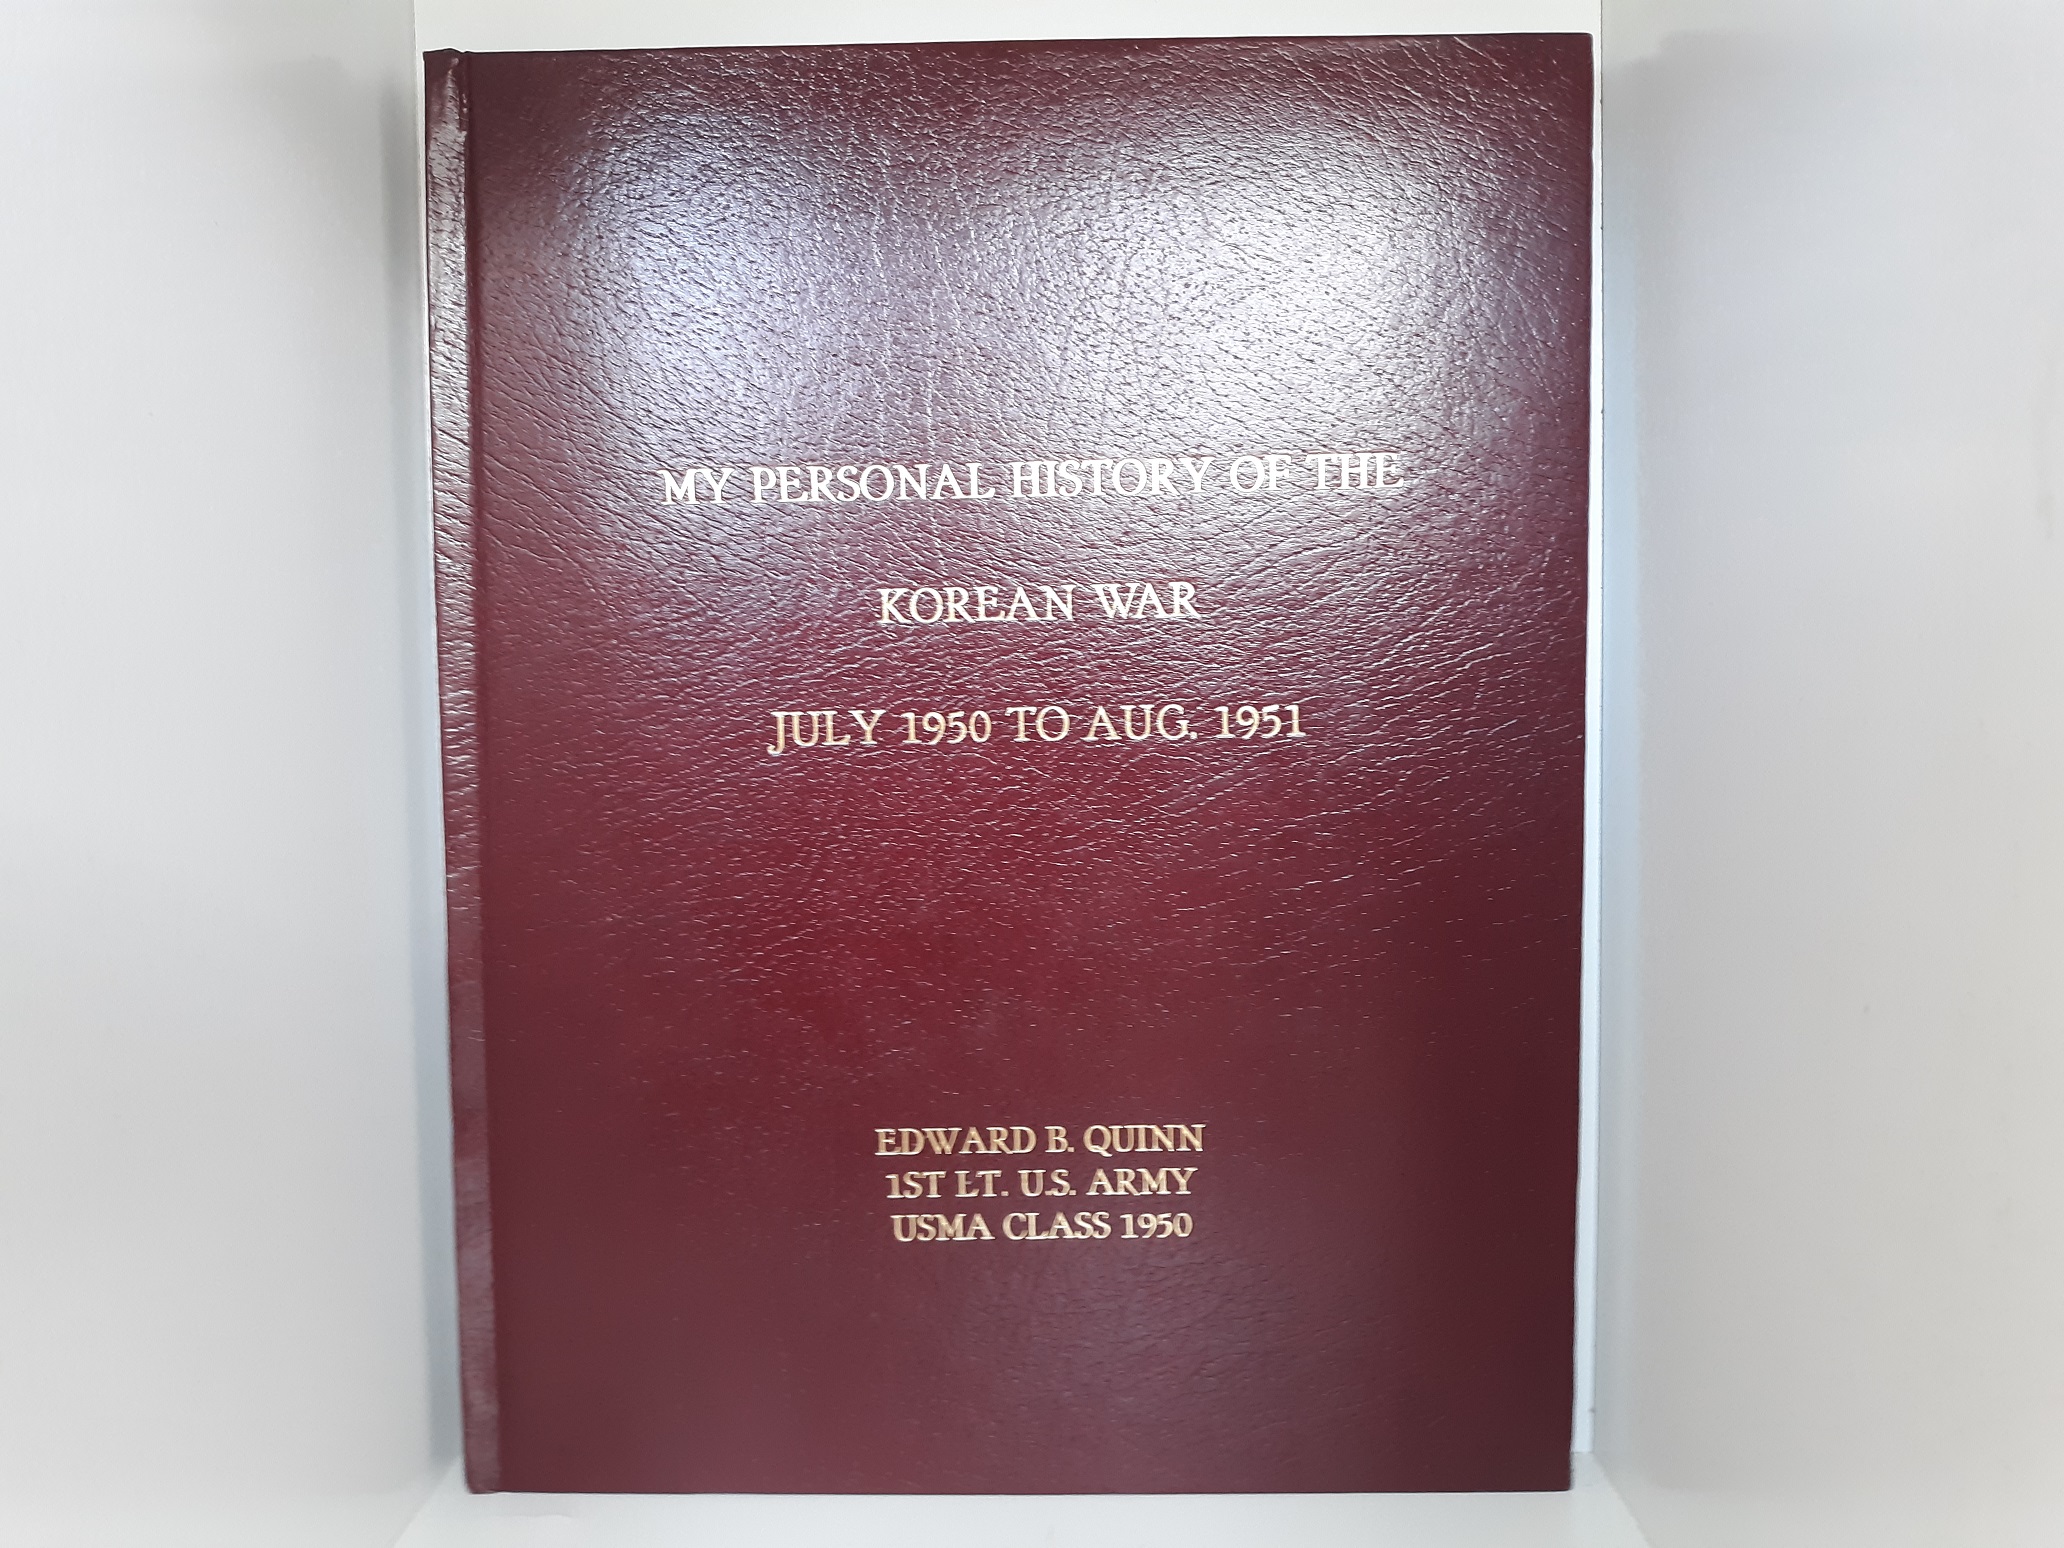 MY PERSONAL HISTORY OF THE
KOREAN WAR
JULY 1950 TO AUG. 1951
EDWARD B. QUINN
1ST LT. U.S. ARMY
USMA CLASS 1950